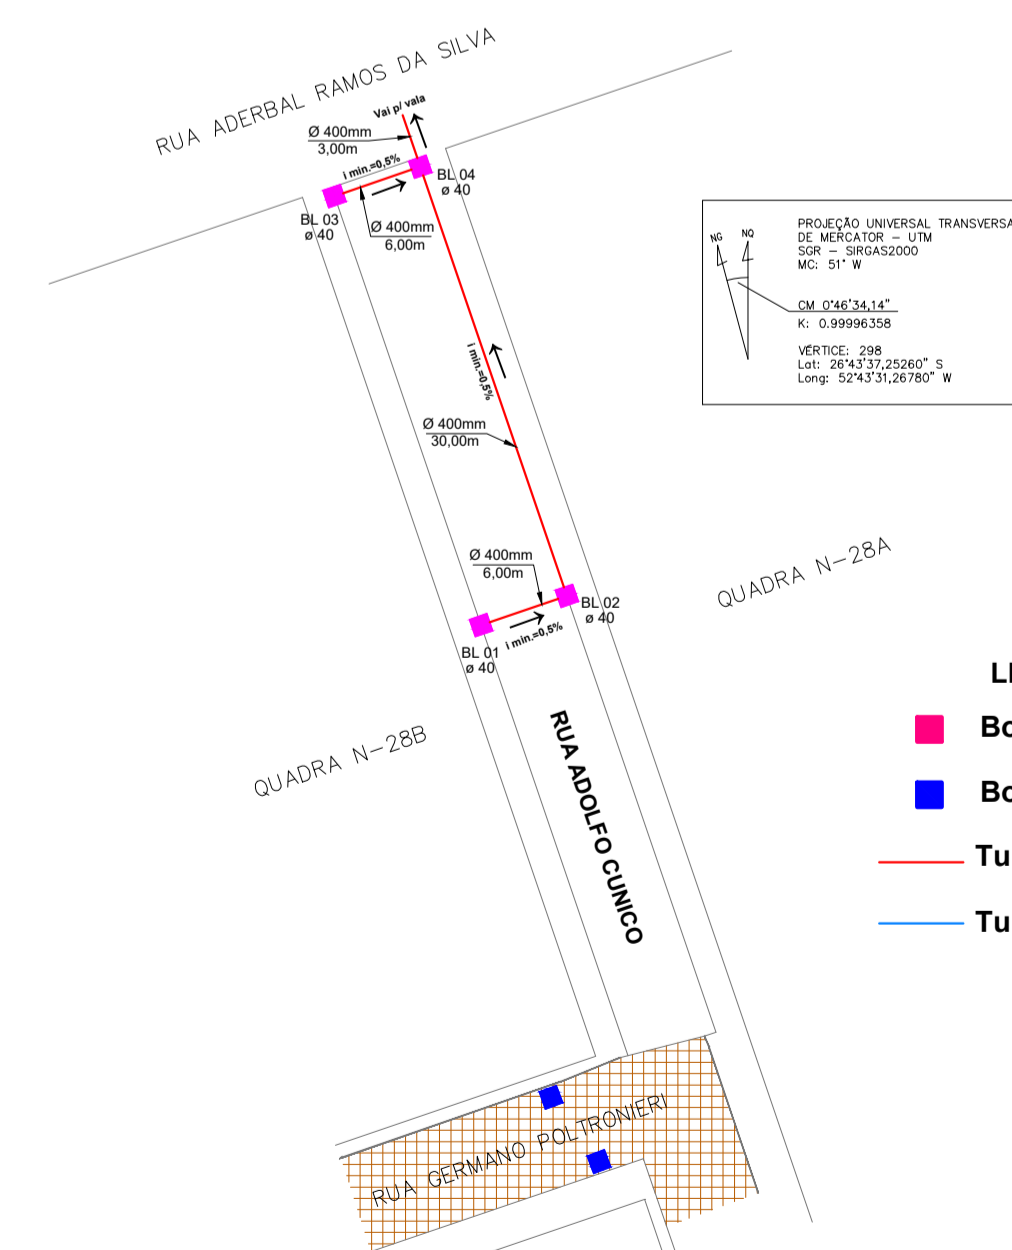 RUA ADERBAL RAMOS DA SILVA
Vai p/ vala
Ø 400mm
3,00m
i min.=0,5%
BL 04
ø 40
BL 03
ø 40
Ø 400mm
6,00m
PROJEÇÃO UNIVERSAL TRANSVERSA
DE MERCATOR – UTM
SGR – SIRGAS2000
MC: 51° W
NG
NQ
CM 0°46'34,14"
K: 0.99996358
VÉRTICE: 298
Lat: 26°43'37,25260" S
Long: 52°43'31,26780" W
i min.=0,5%
Ø 400mm
30,00m
Ø 400mm
6,00m
BL 02
ø 40
i min.=0,5%
BL 01
ø 40
QUADRA N-28A
QUADRA N-28B
RUA ADOLFO CUNICO
RUA GERMANO POLTRONIERI
Tu
Tu